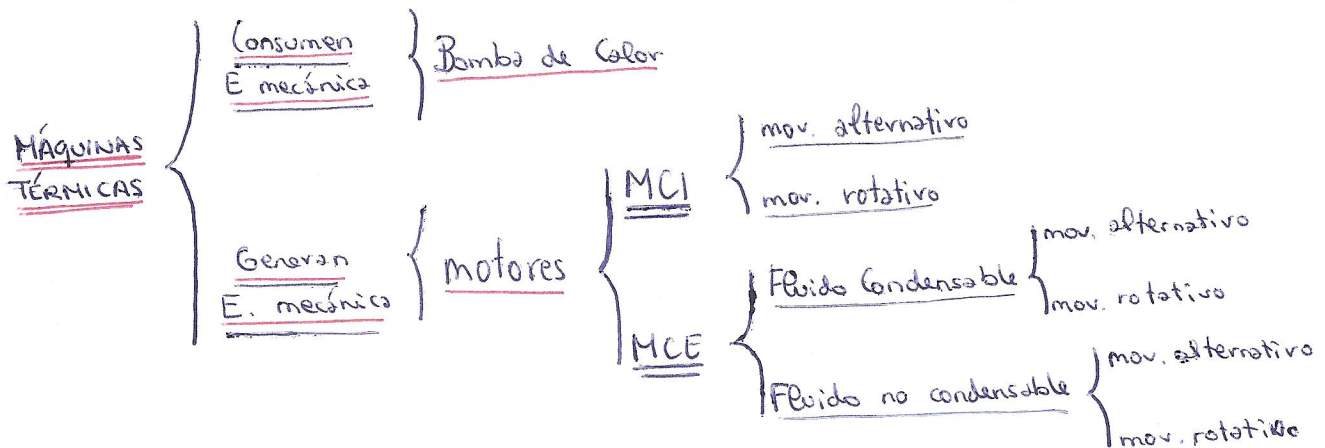 MÁQUINAS
TÉRMICAS
Consumen
E mecánica
Bomba de Calor
Generan
E. mecánica
motores
MCI
mov. alternativo
mov. rotativo
MCE
Fluido Condensable
mov. alternativo
mov. rotativo
Fluido no condensable
mov. alternativo
mov. rotativo